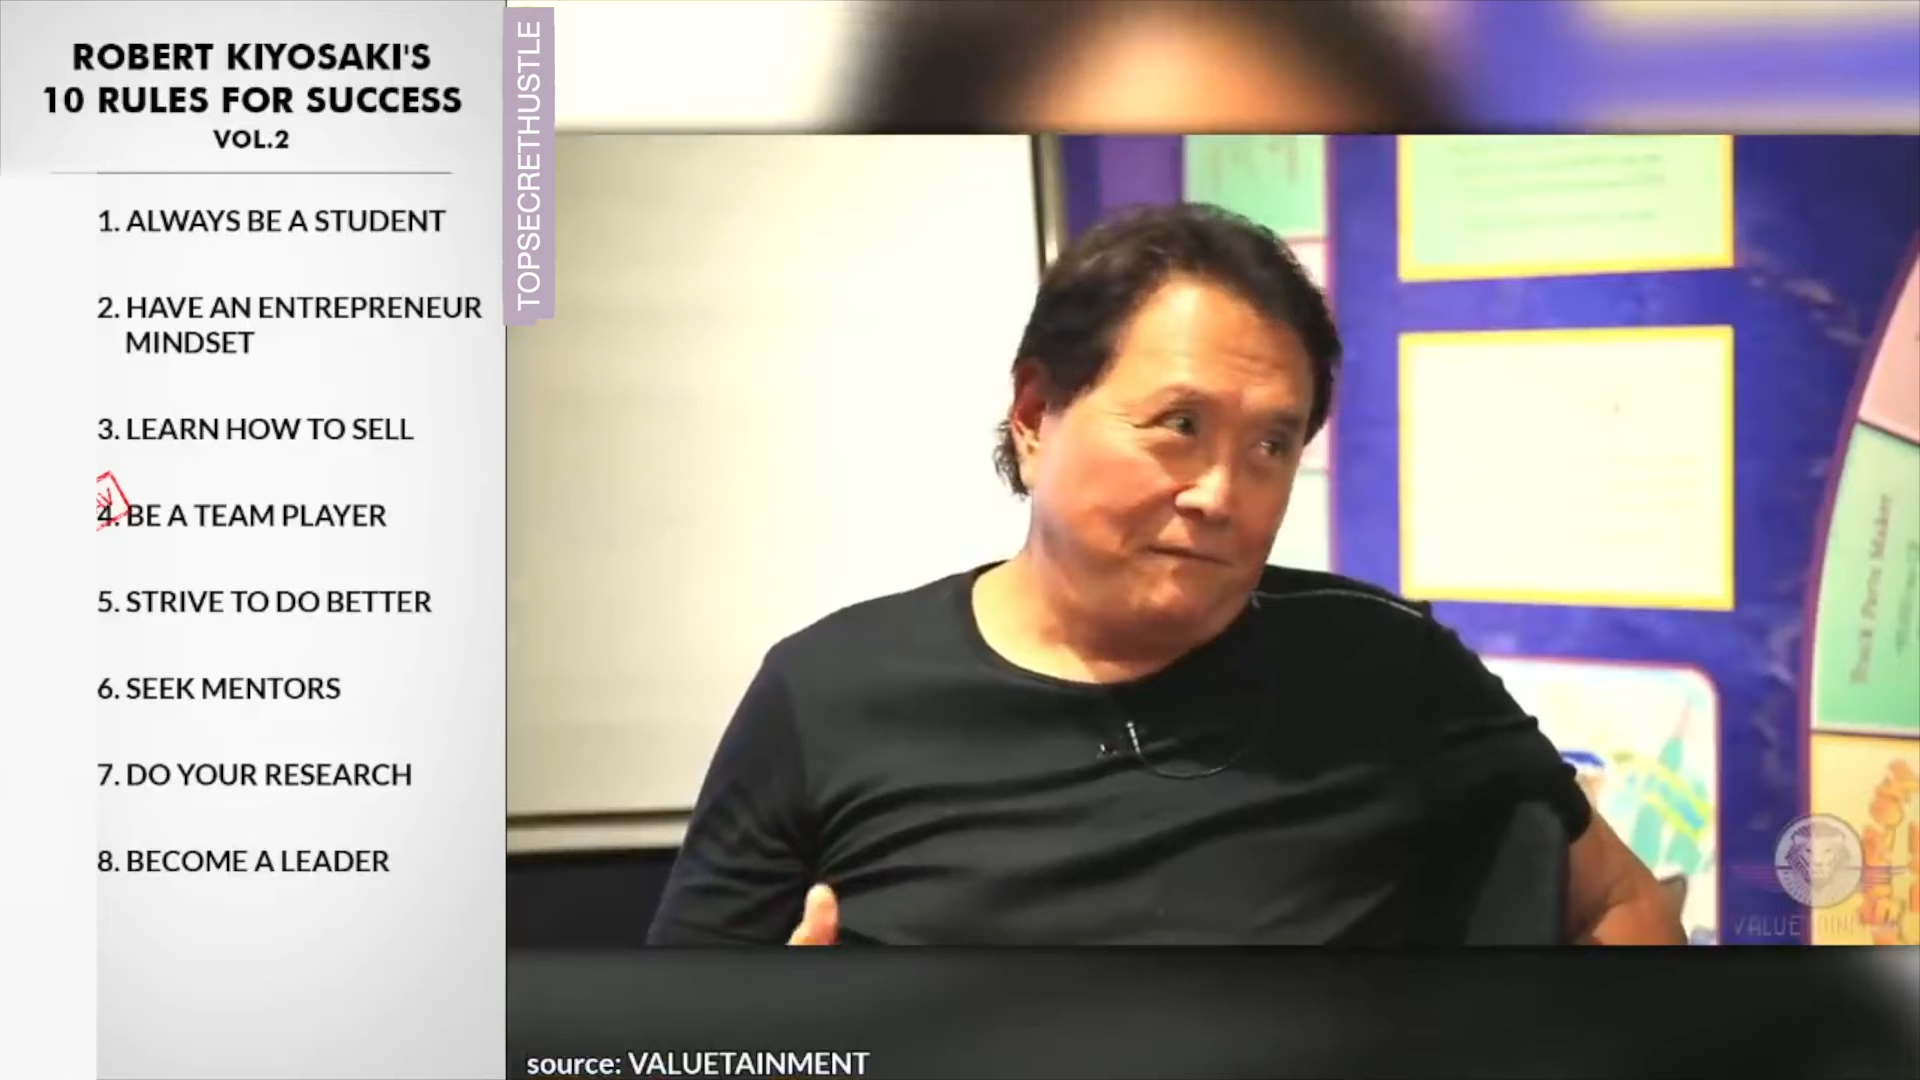 ROBERT KIYOSAKI'S
10 RULES FOR SUCCESS
VOL.2
1. ALWAYS BE A STUDENT
2. HAVE AN ENTREPRENEUR
MINDSET
3. LEARN HOW TO SELL
4. BE A TEAM PLAYER
5. STRIVE TO DO BETTER
6. SEEK MENTORS
7. DO YOUR RESEARCH
8. BECOME A LEADER
TOPSECRETHUSTLE
source: VALUETAINMENT